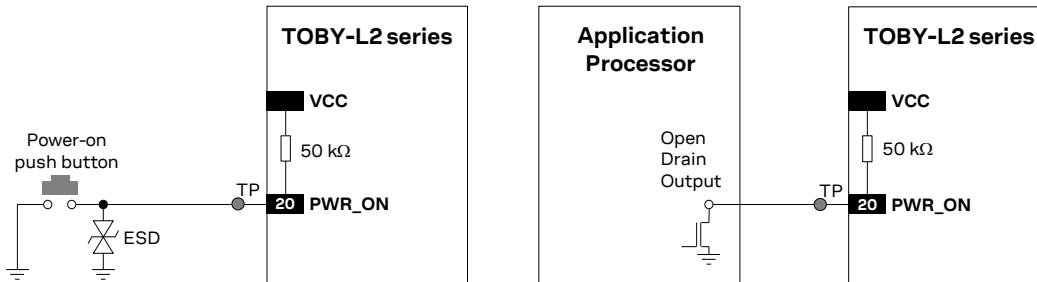 TOBY-L2 series
VCC
50 kΩ
Power-on
push button
TP
20 PWR_ON
ESD
Application
Processor
Open
Drain
Output
TP
TOBY-L2 series
VCC
50 kΩ
20 PWR_ON